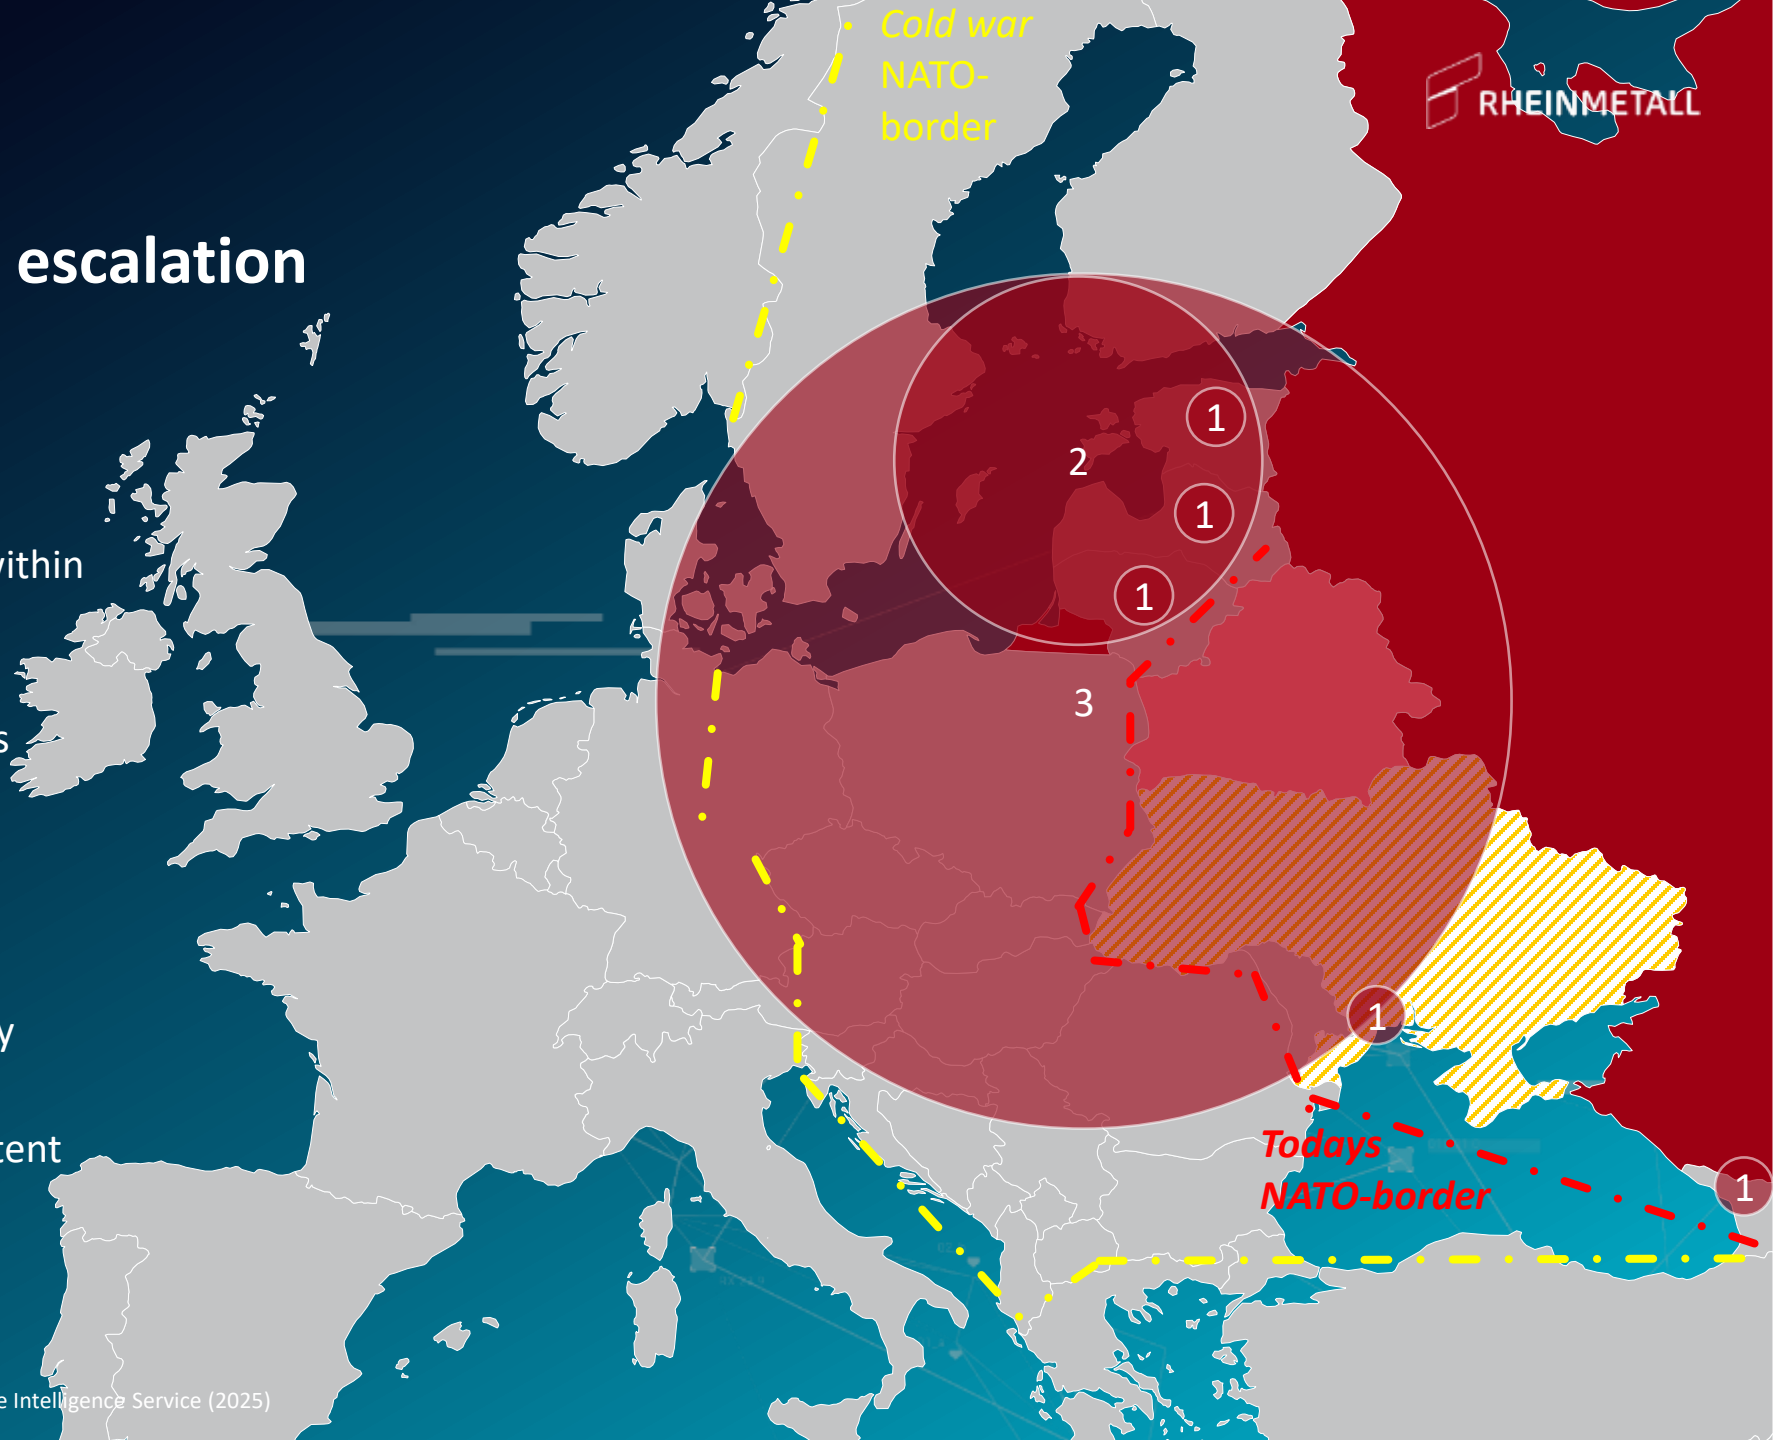 Cold war
NATO-
border
RHEINMETALL
escalation
1
2
1
1
ithin
3
s
1
y
Todays
NATO-border
tent
1
e Intelligence Service (2025)